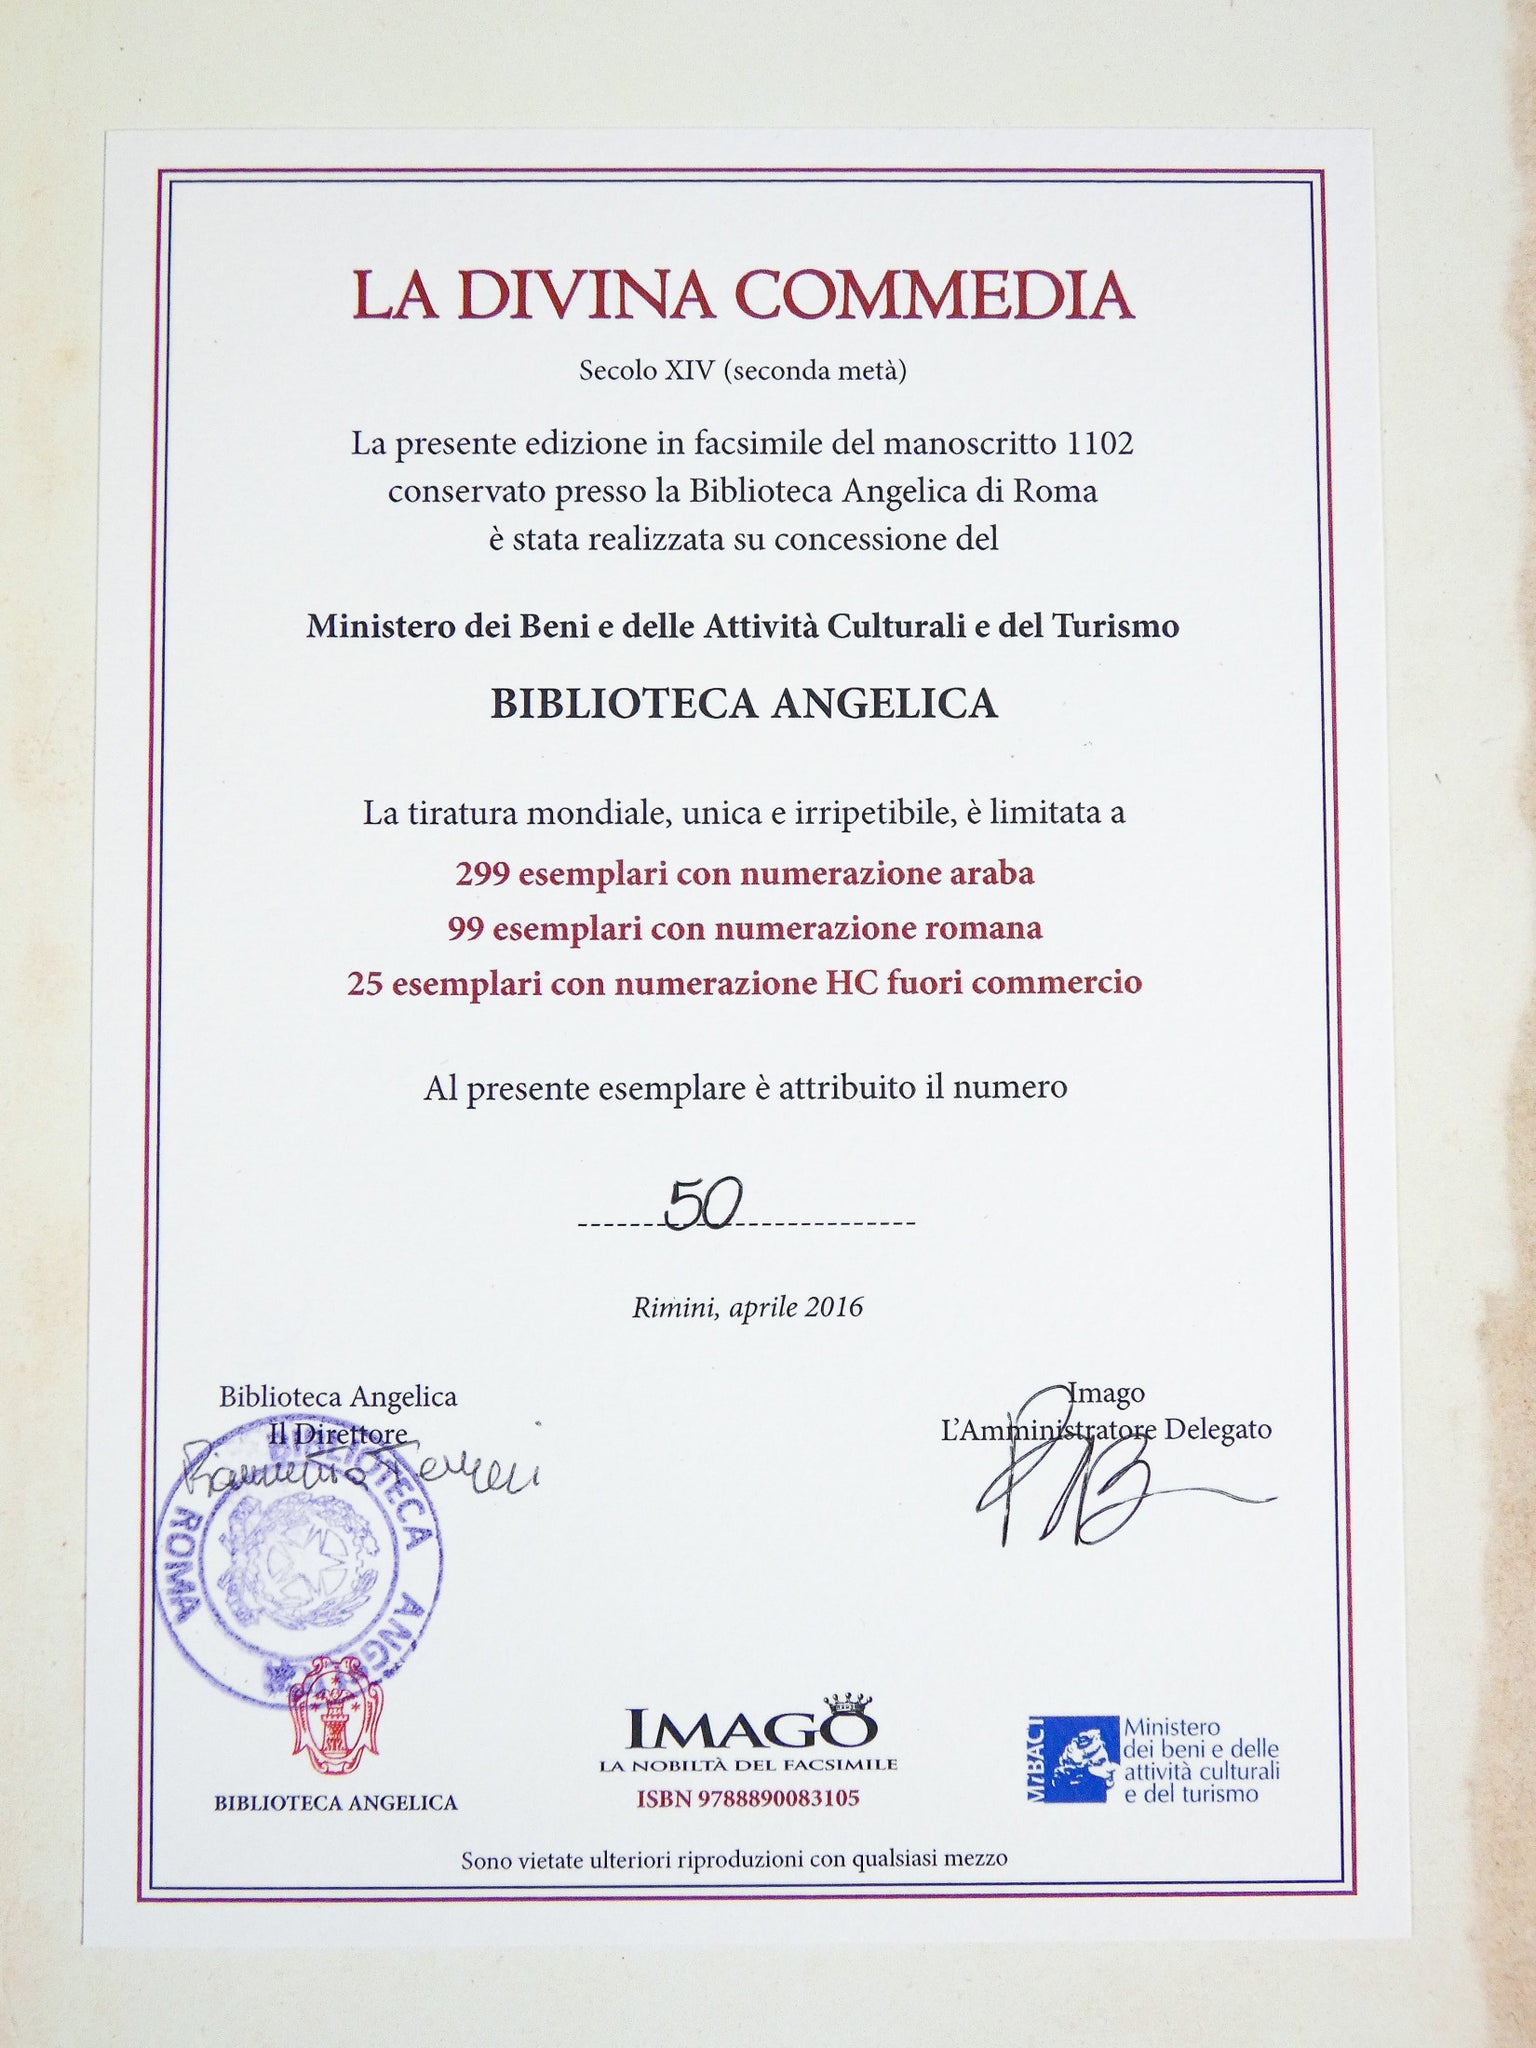 LA DIVINA COMMEDIA
Secolo XIV (seconda metà)
La presente edizione in facsimile del manoscritto 1102
conservato presso la Biblioteca Angelica di Roma
è stata realizzata su concessione del
Ministero dei Beni e delle Attività Culturali e del Turismo
BIBLIOTECA ANGELICA
La tiratura mondiale, unica e irripetibile, è limitata a
299 esemplari con numerazione araba
99 esemplari con numerazione romana
25 esemplari con numerazione HC fuori commercio
Al presente esemplare è attribuito il numero
50
Rimini, aprile 2016
Biblioteca Angelica
Il Direttore
Imago
L'Amministratore Delegato
BIBLIOTECA
ROMA
BIBLIOTECA ANGELICA
IMAGO
LA NOBILTÀ DEL FACSIMILE
ISBN 9788890083105
MiBACT
Ministero
dei beni e delle
attività culturali
e del turismo
Sono vietate ulteriori riproduzioni con qualsiasi mezzo